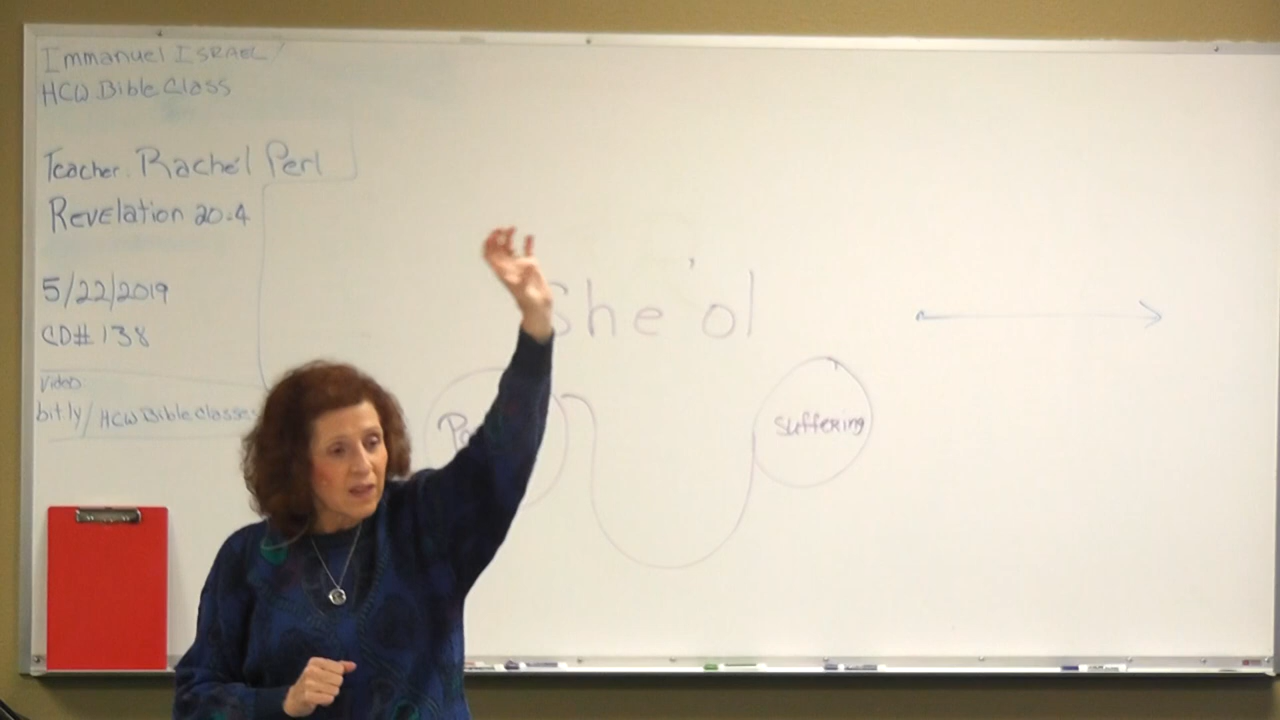 Immanuel ISRAEL/
HCW Bible Class
Teacher: Rachel Perl
Revelation 20:4
5/22/2019
CD# 138
Video:
bit.ly/HCWBibleClasses
She'ol
suffering